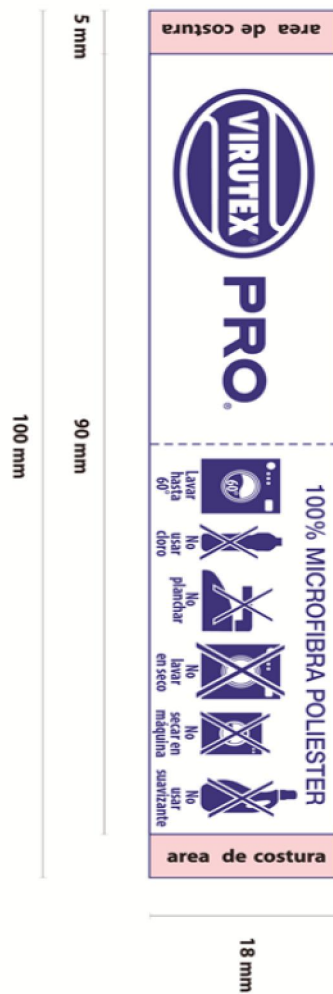 area de costura
5 mm
VIRUTEX®
PRO®
90 mm
100 mm
100% MICROFIBRA POLIESTER
60°
Lavar
hasta
60°
No
usar
cloro
No
planchar
No
lavar
en seco
No
secar en
máquina
No
usar
suavizante
area de costura
18 mm